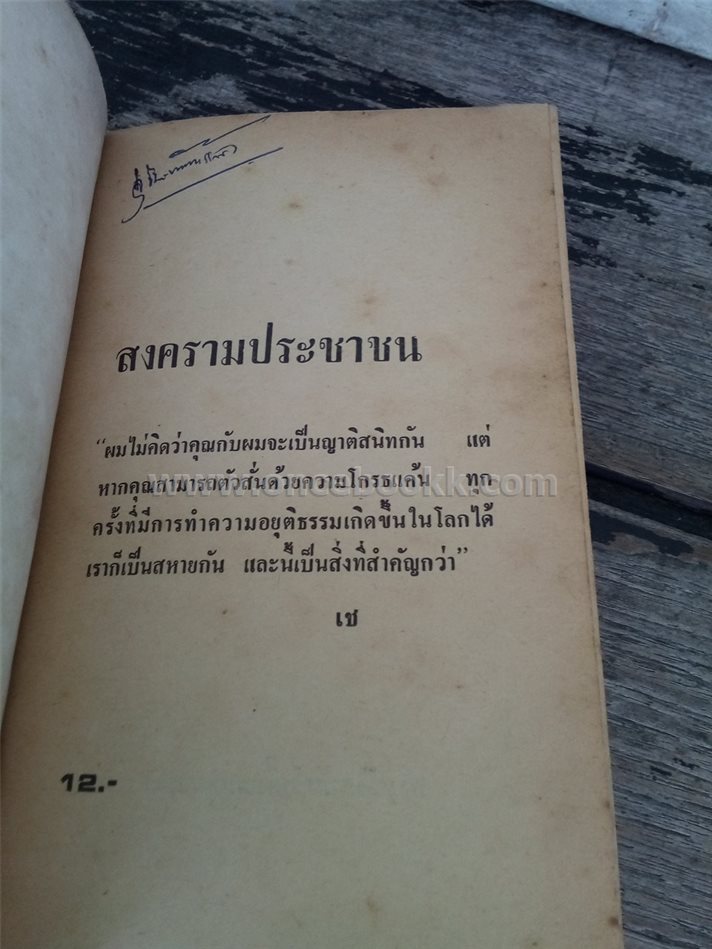 สงครามประชาชน
“ผมไม่คิดว่าคุณกับผมจะเป็นญาติสนิทกัน แต่
หากคุณสามารถตัวสั่นด้วยความโกรธแค้น ทุก
ครั้งที่มีการทำความอยุติธรรมเกิดขึ้นในโลกได้
เราก็เป็นสหายกัน และนี้เป็นสิ่งที่สำคัญกว่า”
เช
12.-